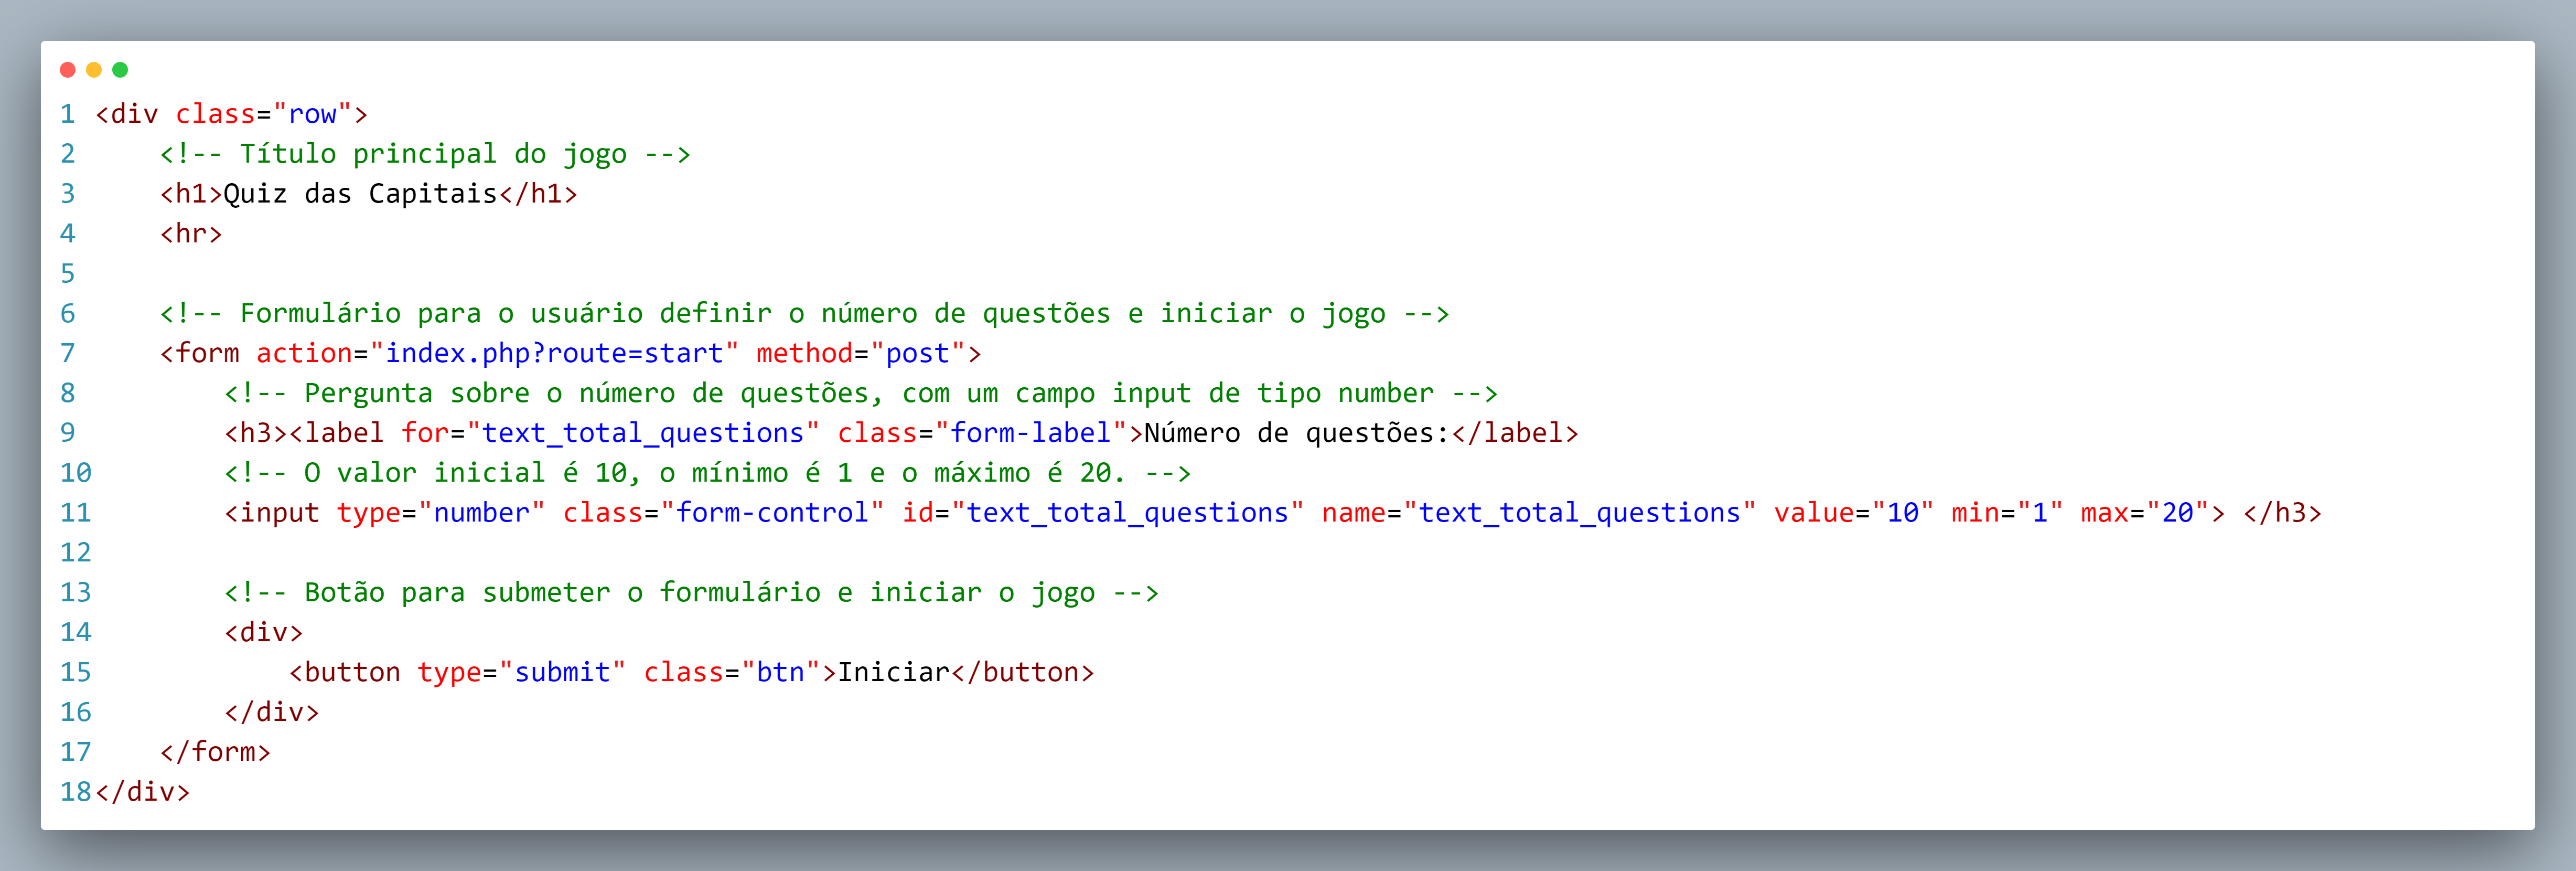 1 <div class="row">
2     <!-- Título principal do jogo -->
3     <h1>Quiz das Capitais</h1>
4     <hr>
5
6     <!-- Formulário para o usuário definir o número de questões e iniciar o jogo -->
7     <form action="index.php?route=start" method="post">
8         <!-- Pergunta sobre o número de questões, com um campo input de tipo number -->
9         <h3><label for="text_total_questions" class="form-label">Número de questões:</label>
10        <!-- O valor inicial é 10, o mínimo é 1 e o máximo é 20. -->
11        <input type="number" class="form-control" id="text_total_questions" name="text_total_questions" value="10" min="1" max="20"> </h3>
12
13        <!-- Botão para submeter o formulário e iniciar o jogo -->
14        <div>
15            <button type="submit" class="btn">Iniciar</button>
16        </div>
17    </form>
18</div>